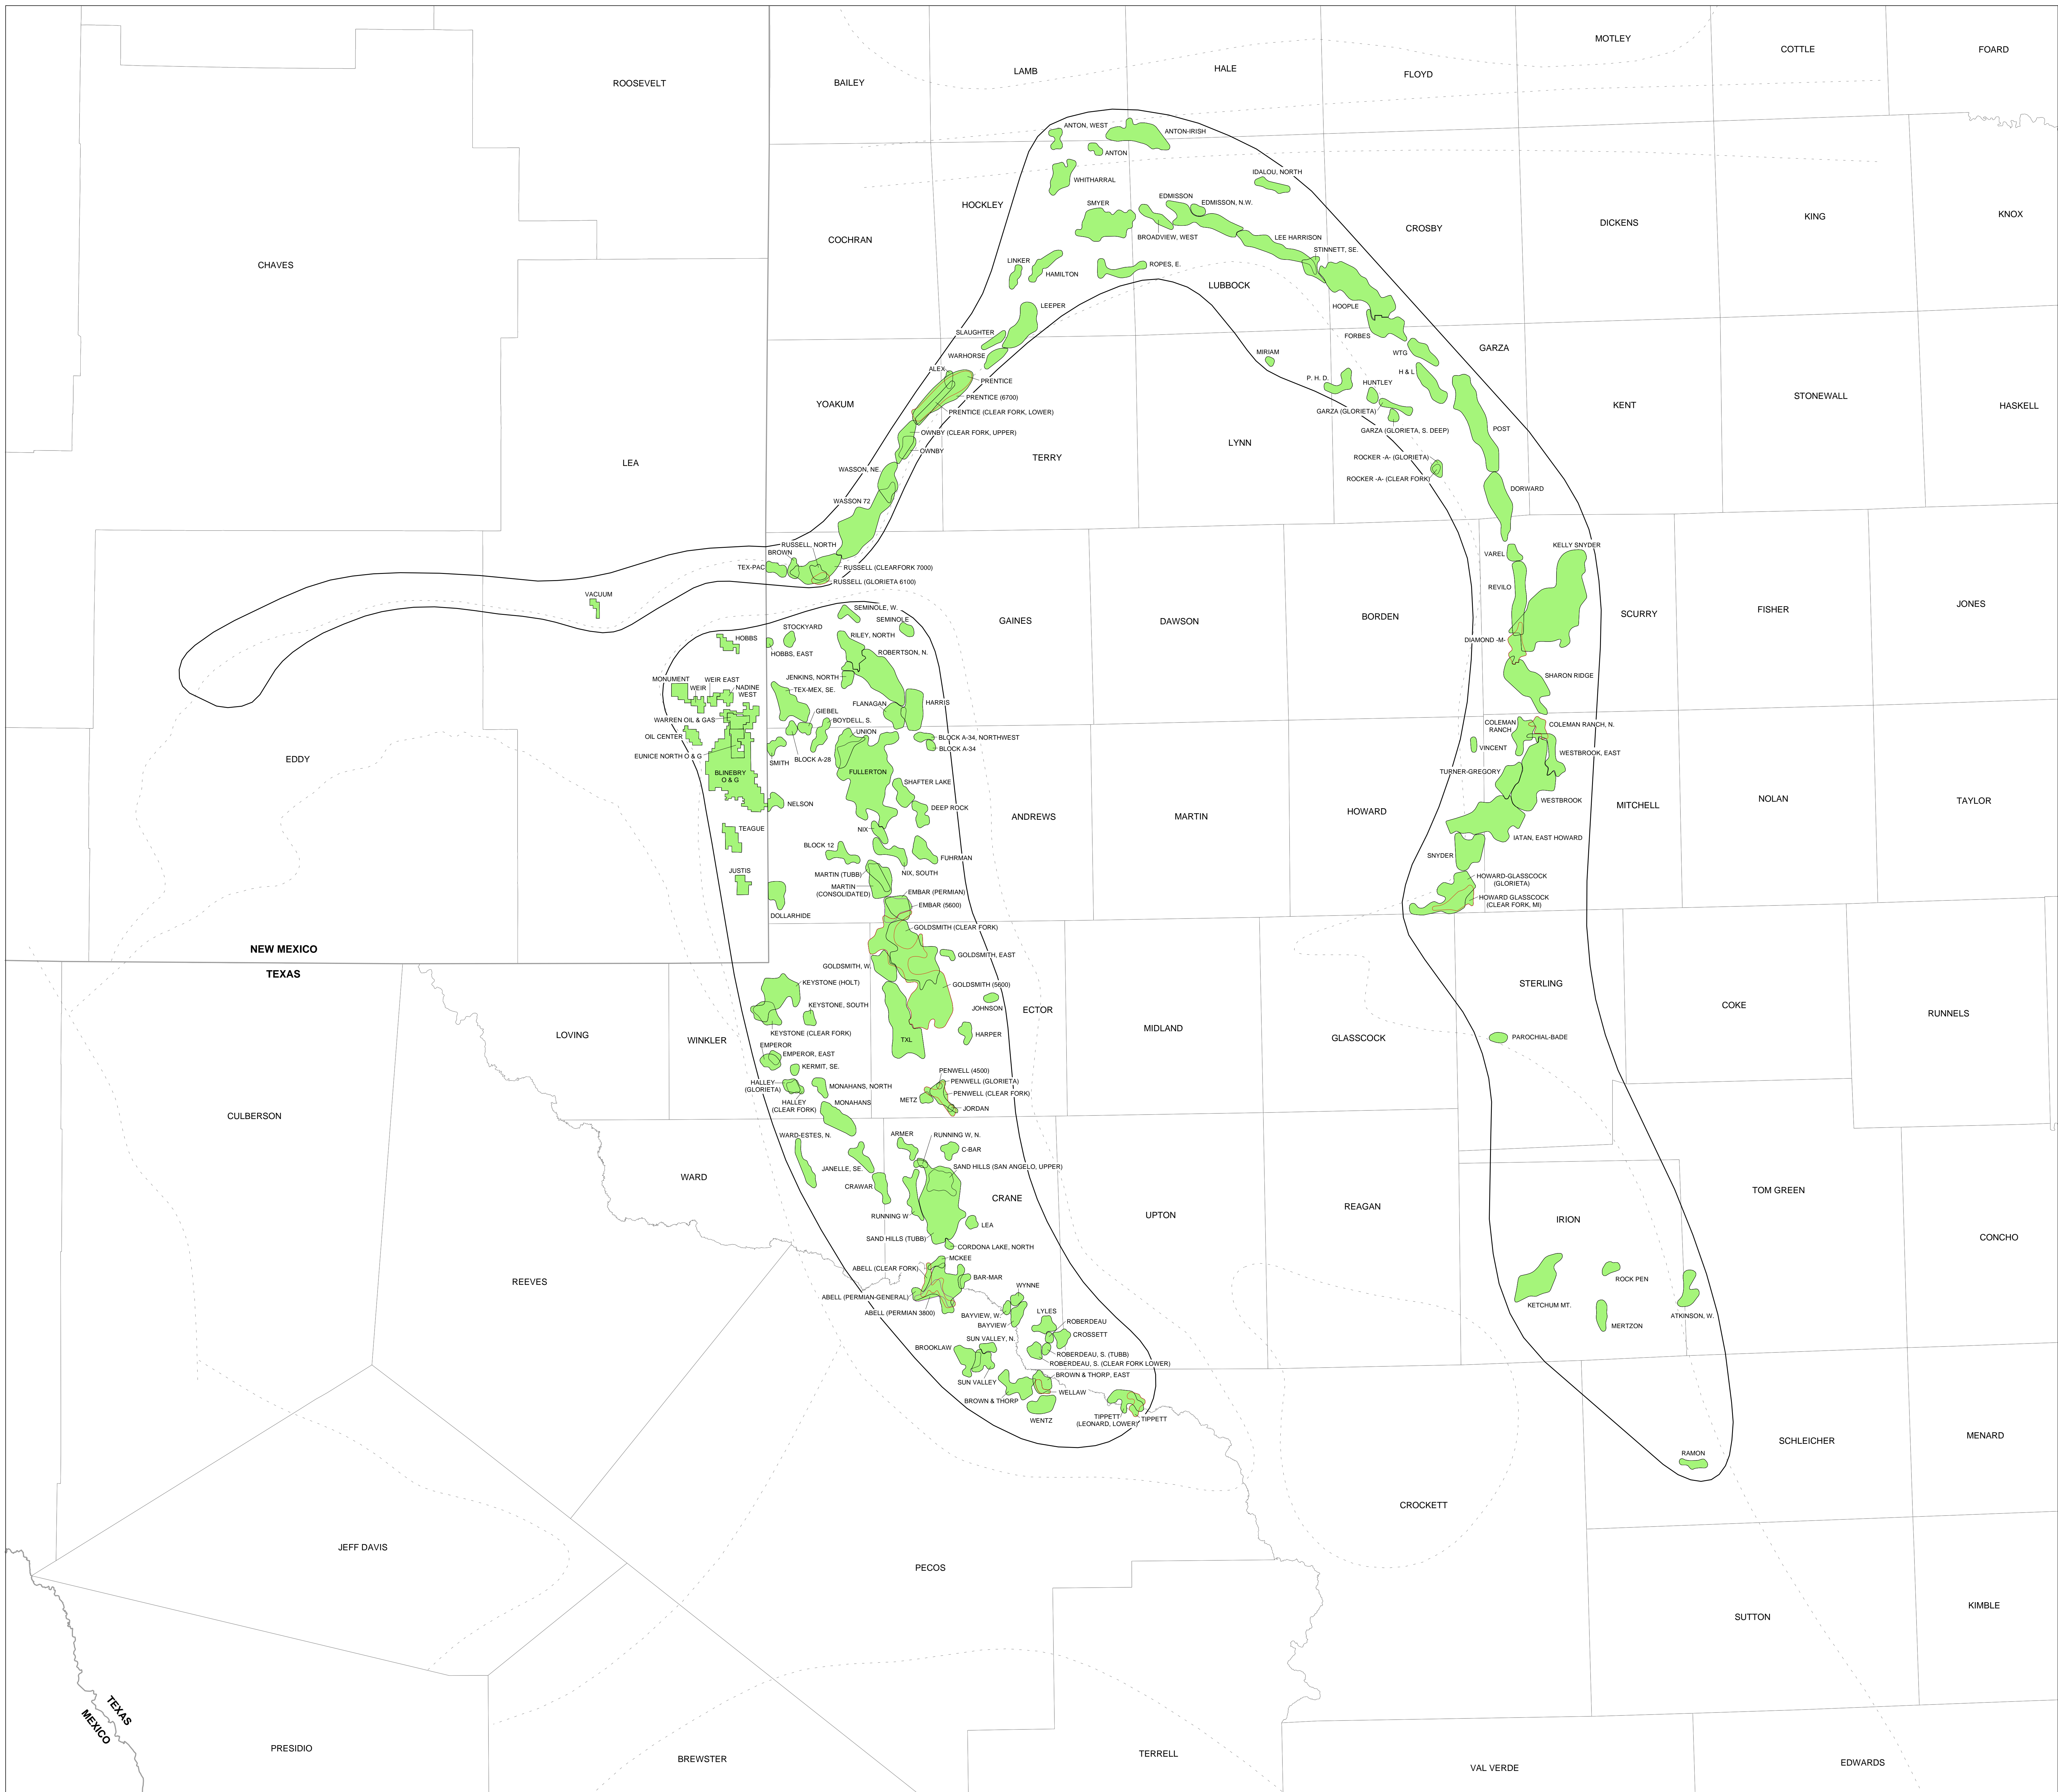 MOTLEY
COTTLE
FOARD
ROOSEVELT
BAILEY
LAMB
HALE
FLOYD
ANTON, WEST
ANTON-IRISH
ANTON
WHITHARRAL
IDALOU, NORTH
HOCKLEY
SMYER
EDMISSON
EDMISSON, N.W.
BROADVIEW, WEST
COCHRAN
CROSBY
DICKENS
KING
KNOX
LEE HARRISON
STINNETT, SE.
CHAVES
LINKER
HAMILTON
ROPES, E.
LUBBOCK
LEEPER
HOOPLE
SLAUGHTER
FORBES
WARHORSE
MIRIAM
WTG
GARZA
ALEX
PRENTICE
P. H. D.
HUNTLEY
H & L
PRENTICE (6700)
YOAKUM
PRENTICE (CLEAR FORK, LOWER)
GARZA (GLORIETA)
KENT
STONEWALL
HASKELL
OWNBY (CLEAR FORK, UPPER)
GARZA (GLORIETA, S. DEEP)
POST
OWNBY
LYNN
TERRY
LEA
WASSON, NE.
ROCKER -A- (GLORIETA)
ROCKER -A- (CLEAR FORK)
WASSON 72
DORWARD
RUSSELL, NORTH
BROWN
TEX-PAC
RUSSELL (CLEARFORK 7000)
RUSSELL (GLORIETA 6100)
KELLY SNYDER
VAREL
REVILO
VACUUM
SEMINOLE, W.
SEMINOLE
GAINES
DAWSON
BORDEN
SCURRY
FISHER
JONES
STOCKYARD
HOBBS
HOBBS, EAST
RILEY, NORTH
ROBERTSON, N.
DIAMOND -M-
MONUMENT
WEIR
WEIR EAST
NADINE
WEST
JENKINS, NORTH
TEX-MEX, SE.
SHARON RIDGE
FLANAGAN
HARRIS
GIEBEL
BOYDELL, S.
WARREN OIL & GAS
UNION
COLEMAN
RANCH
COLEMAN RANCH, N.
OIL CENTER
BLOCK A-34, NORTHWEST
BLOCK A-34
VINCENT
WESTBROOK, EAST
EUNICE NORTH O & G
SMITH
BLOCK A-28
EDDY
BLINEBRY
O & G
FULLERTON
SHAFTER LAKE
TURNER-GREGORY
NELSON
DEEP ROCK
WESTBROOK
MITCHELL
NOLAN
TAYLOR
ANDREWS
MARTIN
HOWARD
TEAGUE
NIX
IATAN, EAST HOWARD
BLOCK 12
FUHRMAN
SNYDER
NIX, SOUTH
JUSTIS
MARTIN (TUBB)
MARTIN
(CONSOLIDATED)
HOWARD-GLASSCOCK
(GLORIETA)
EMBAR (PERMIAN)
EMBAR (5600)
HOWARD GLASSCOCK
(CLEAR FORK, MI)
DOLLARHIDE
GOLDSMITH (CLEAR FORK)
NEW MEXICO
TEXAS
GOLDSMITH, EAST
GOLDSMITH, W.
KEYSTONE (HOLT)
GOLDSMITH (5600)
STERLING
KEYSTONE, SOUTH
JOHNSON
ECTOR
COKE
RUNNELS
KEYSTONE (CLEAR FORK)
HARPER
MIDLAND
GLASSCOCK
PAROCHIAL-BADE
LOVING
WINKLER
TXL
EMPEROR
EMPEROR, EAST
KERMIT, SE.
PENWELL (4500)
HALLEY
(GLORIETA)
MONAHANS, NORTH
PENWELL (GLORIETA)
PENWELL (CLEAR FORK)
METZ
HALLEY
(CLEAR FORK)
MONAHANS
JORDAN
CULBERSON
WARD-ESTES, N.
ARMER
RUNNING W, N.
C-BAR
JANELLE, SE.
SAND HILLS (SAN ANGELO, UPPER)
WARD
CRAWAR
CRANE
TOM GREEN
UPTON
REAGAN
IRION
RUNNING W
LEA
SAND HILLS (TUBB)
CORDONA LAKE, NORTH
CONCHO
MCKEE
ABELL (CLEAR FORK)
BAR-MAR
REEVES
WYNNE
ROCK PEN
ABELL (PERMIAN-GENERAL)
ABELL (PERMIAN 3800)
BAYVIEW, W.
BAYVIEW
LYLES
KETCHUM MT.
MERTZON
ATKINSON, W.
ROBERDEAU
CROSSETT
SUN VALLEY, N.
BROOKLAW
ROBERDEAU, S. (TUBB)
ROBERDEAU, S. (CLEAR FORK LOWER)
SUN VALLEY
BROWN & THORP, EAST
WELLAW
BROWN & THORP
WENTZ
TIPPETT
(LEONARD, LOWER)
TIPPETT
RAMON
SCHLEICHER
MENARD
CROCKETT
JEFF DAVIS
PECOS
SUTTON
KIMBLE
TEXAS
MEXICO
PRESIDIO
BREWSTER
TERRELL
VAL VERDE
EDWARDS